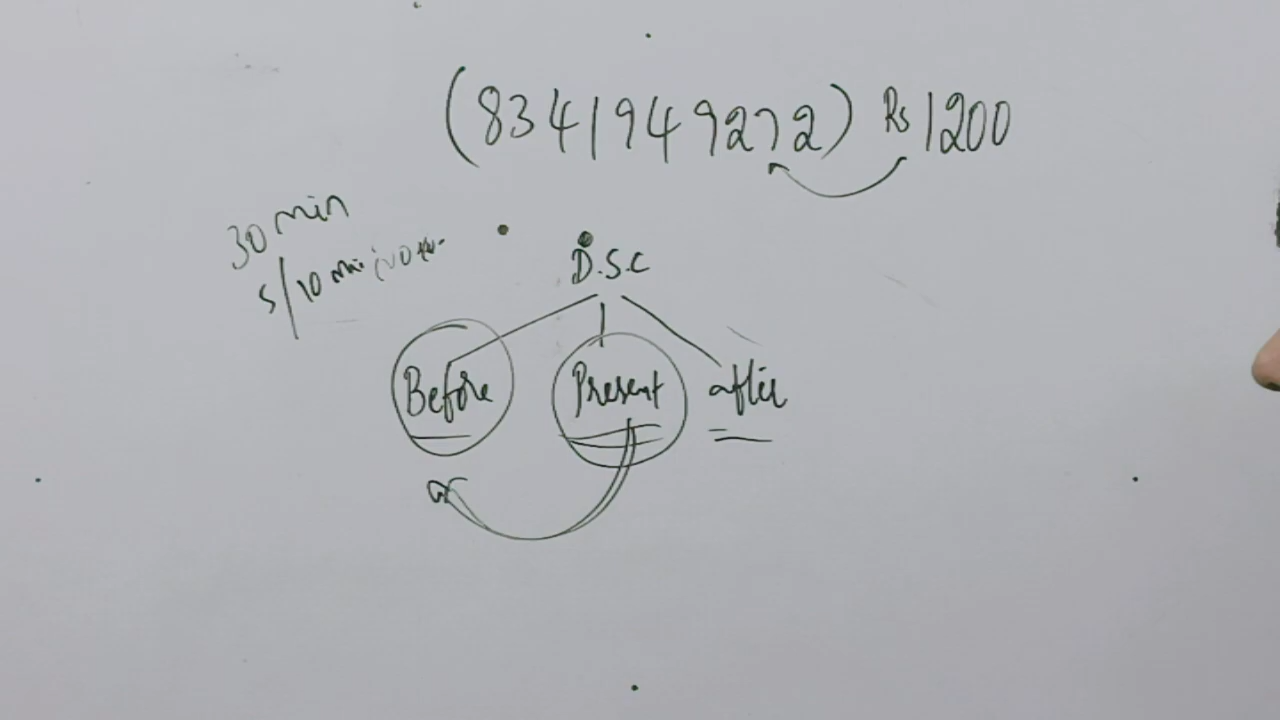 (8341949272) Rs 1200
30 min
5/10 min
D.S.C
Before Present after